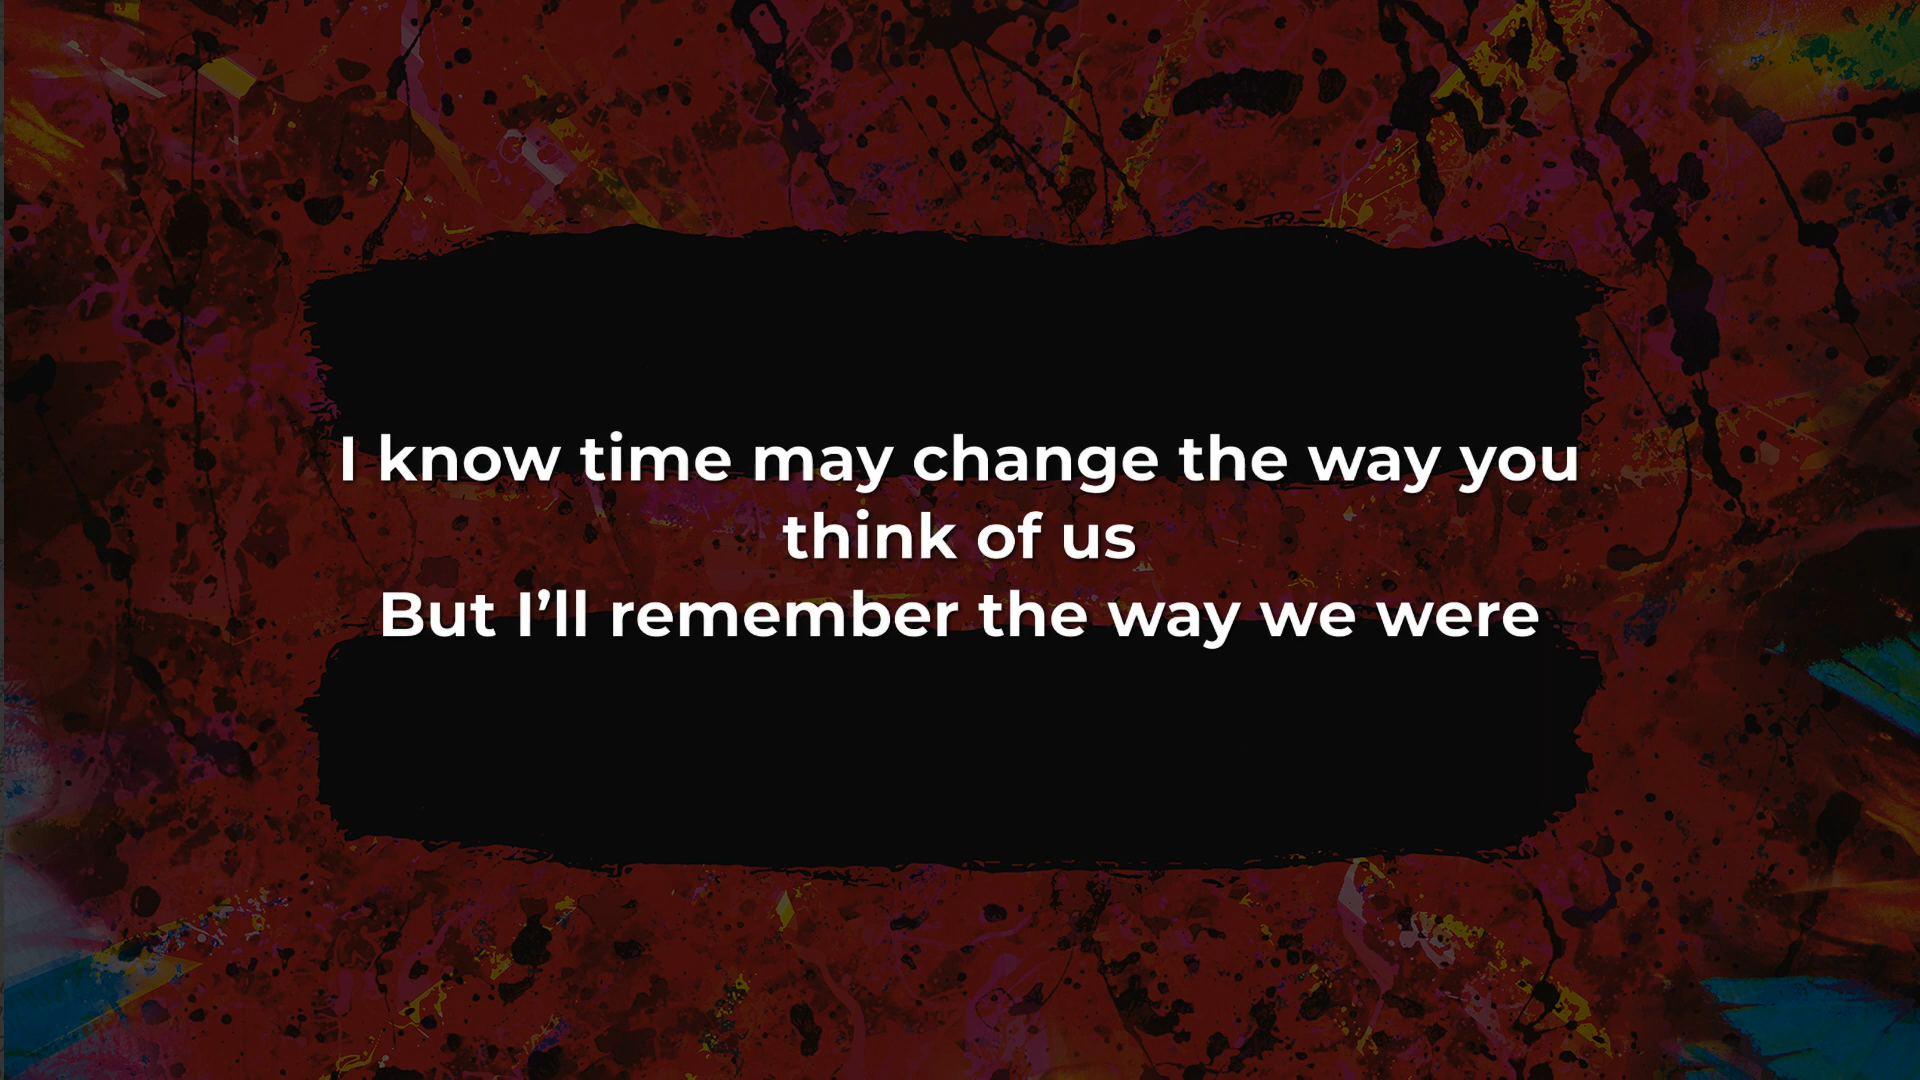 I know time may change the way you
think of us
But I’ll remember the way we were